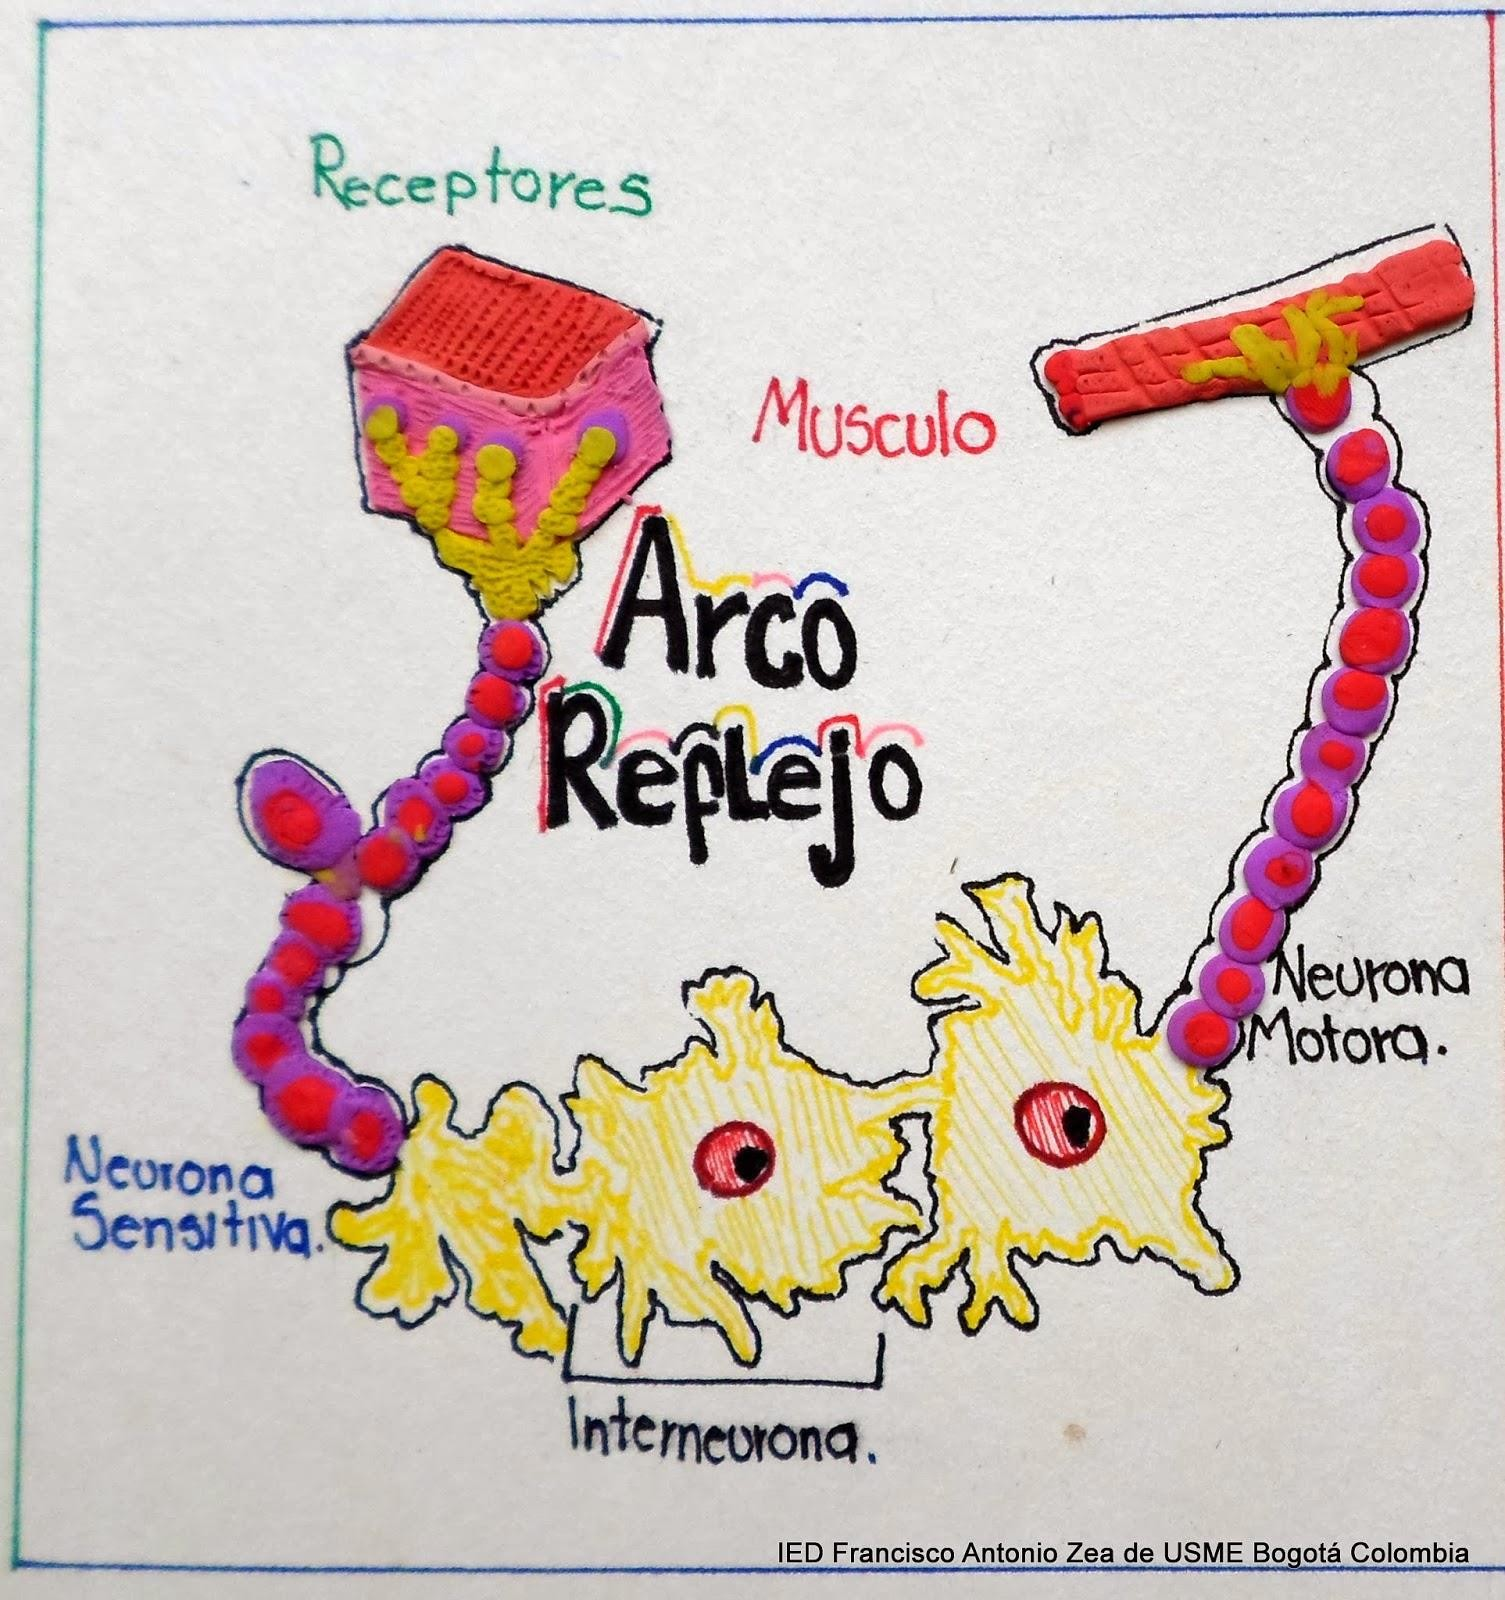 Receptores
Musculo
Arco
Reflejo
Neurona
Motora.
Neurona
Sensitiva.
Interneurona.
IED Francisco Antonio Zea de USME Bogotá Colombia